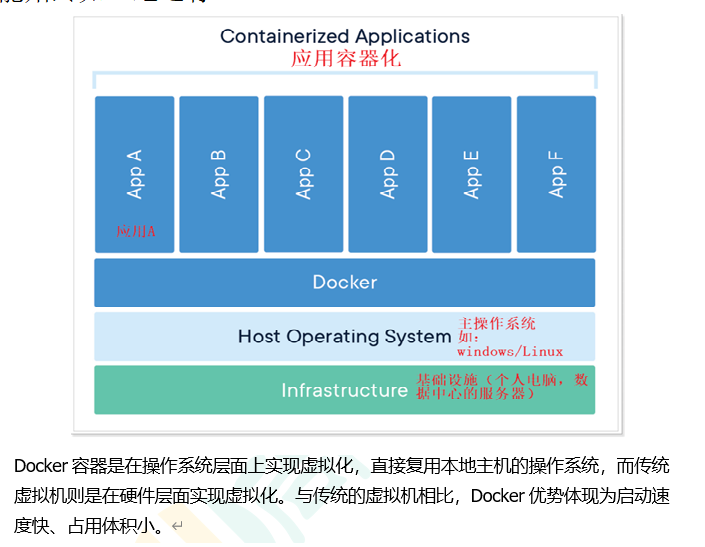 Containerized Applications
应用容器化
App A
App B
App C
App D
App E
App F
应用A
Docker
Host Operating System
主操作系统
如:
windows/Linux
Infrastructure
基础设施（个人电脑，数
据中心的服务器）
Docker 容器是在操作系统层面上实现虚拟化，直接复用本地主机的操作系统，而传统
虚拟机则是在硬件层面实现虚拟化。与传统的虚拟机相比，Docker 优势体现为启动速
度快、占用体积小。